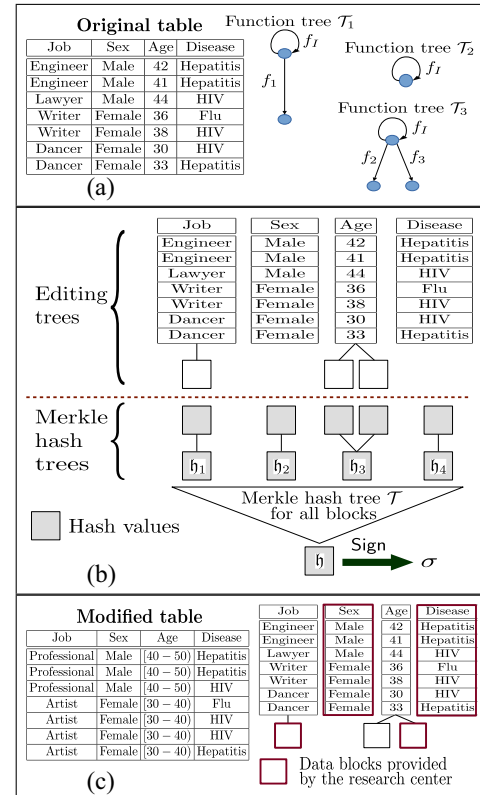 Original table
Job Sex Age Disease
Engineer Male 42 Hepatitis
Engineer Male 41 Hepatitis
Lawyer Male 44 HIV
Writer Female 36 Flu
Writer Female 38 HIV
Dancer Female 30 HIV
Dancer Female 33 Hepatitis
(a)
Function tree 𝒯₁
f_I
f₁
Function tree 𝒯₂
f_I
Function tree 𝒯₃
f_I
f₂ f₃
Job Sex Age Disease
Engineer Male 42 Hepatitis
Engineer Male 41 Hepatitis
Lawyer Male 44 HIV
Writer Female 36 Flu
Writer Female 38 HIV
Dancer Female 30 HIV
Dancer Female 33 Hepatitis
Editing
trees
Merkle
hash
trees
𝔥₁ 𝔥₂ 𝔥₃ 𝔥₄
Merkle hash tree 𝒯
for all blocks
Hash values
𝔥 Sign σ
(b)
Modified table
Job Sex Age Disease
Professional Male (40 − 50) Hepatitis
Professional Male (40 − 50) Hepatitis
Professional Male (40 − 50) HIV
Artist Female (30 − 40) Flu
Artist Female (30 − 40) HIV
Artist Female (30 − 40) HIV
Artist Female (30 − 40) Hepatitis
(c)
Job Sex Age Disease
Engineer Male 42 Hepatitis
Engineer Male 41 Hepatitis
Lawyer Male 44 HIV
Writer Female 36 Flu
Writer Female 38 HIV
Dancer Female 30 HIV
Dancer Female 33 Hepatitis
Data blocks provided
by the research center